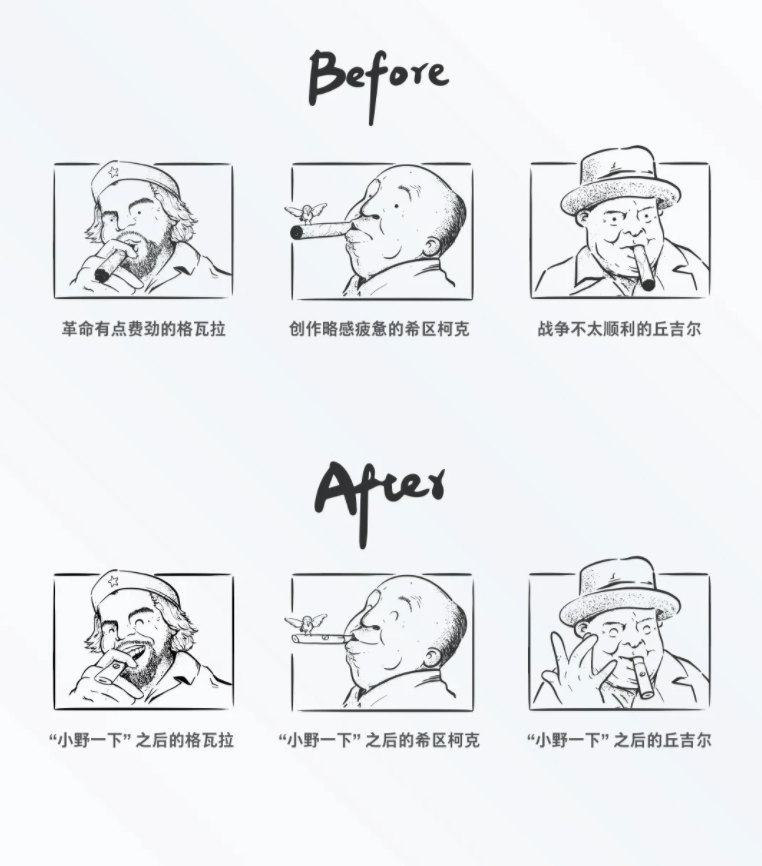 Before
革命有点费劲的格瓦拉
创作略感疲惫的希区柯克
战争不太顺利的丘吉尔
After
“小野一下”之后的格瓦拉
“小野一下”之后的希区柯克
“小野一下”之后的丘吉尔